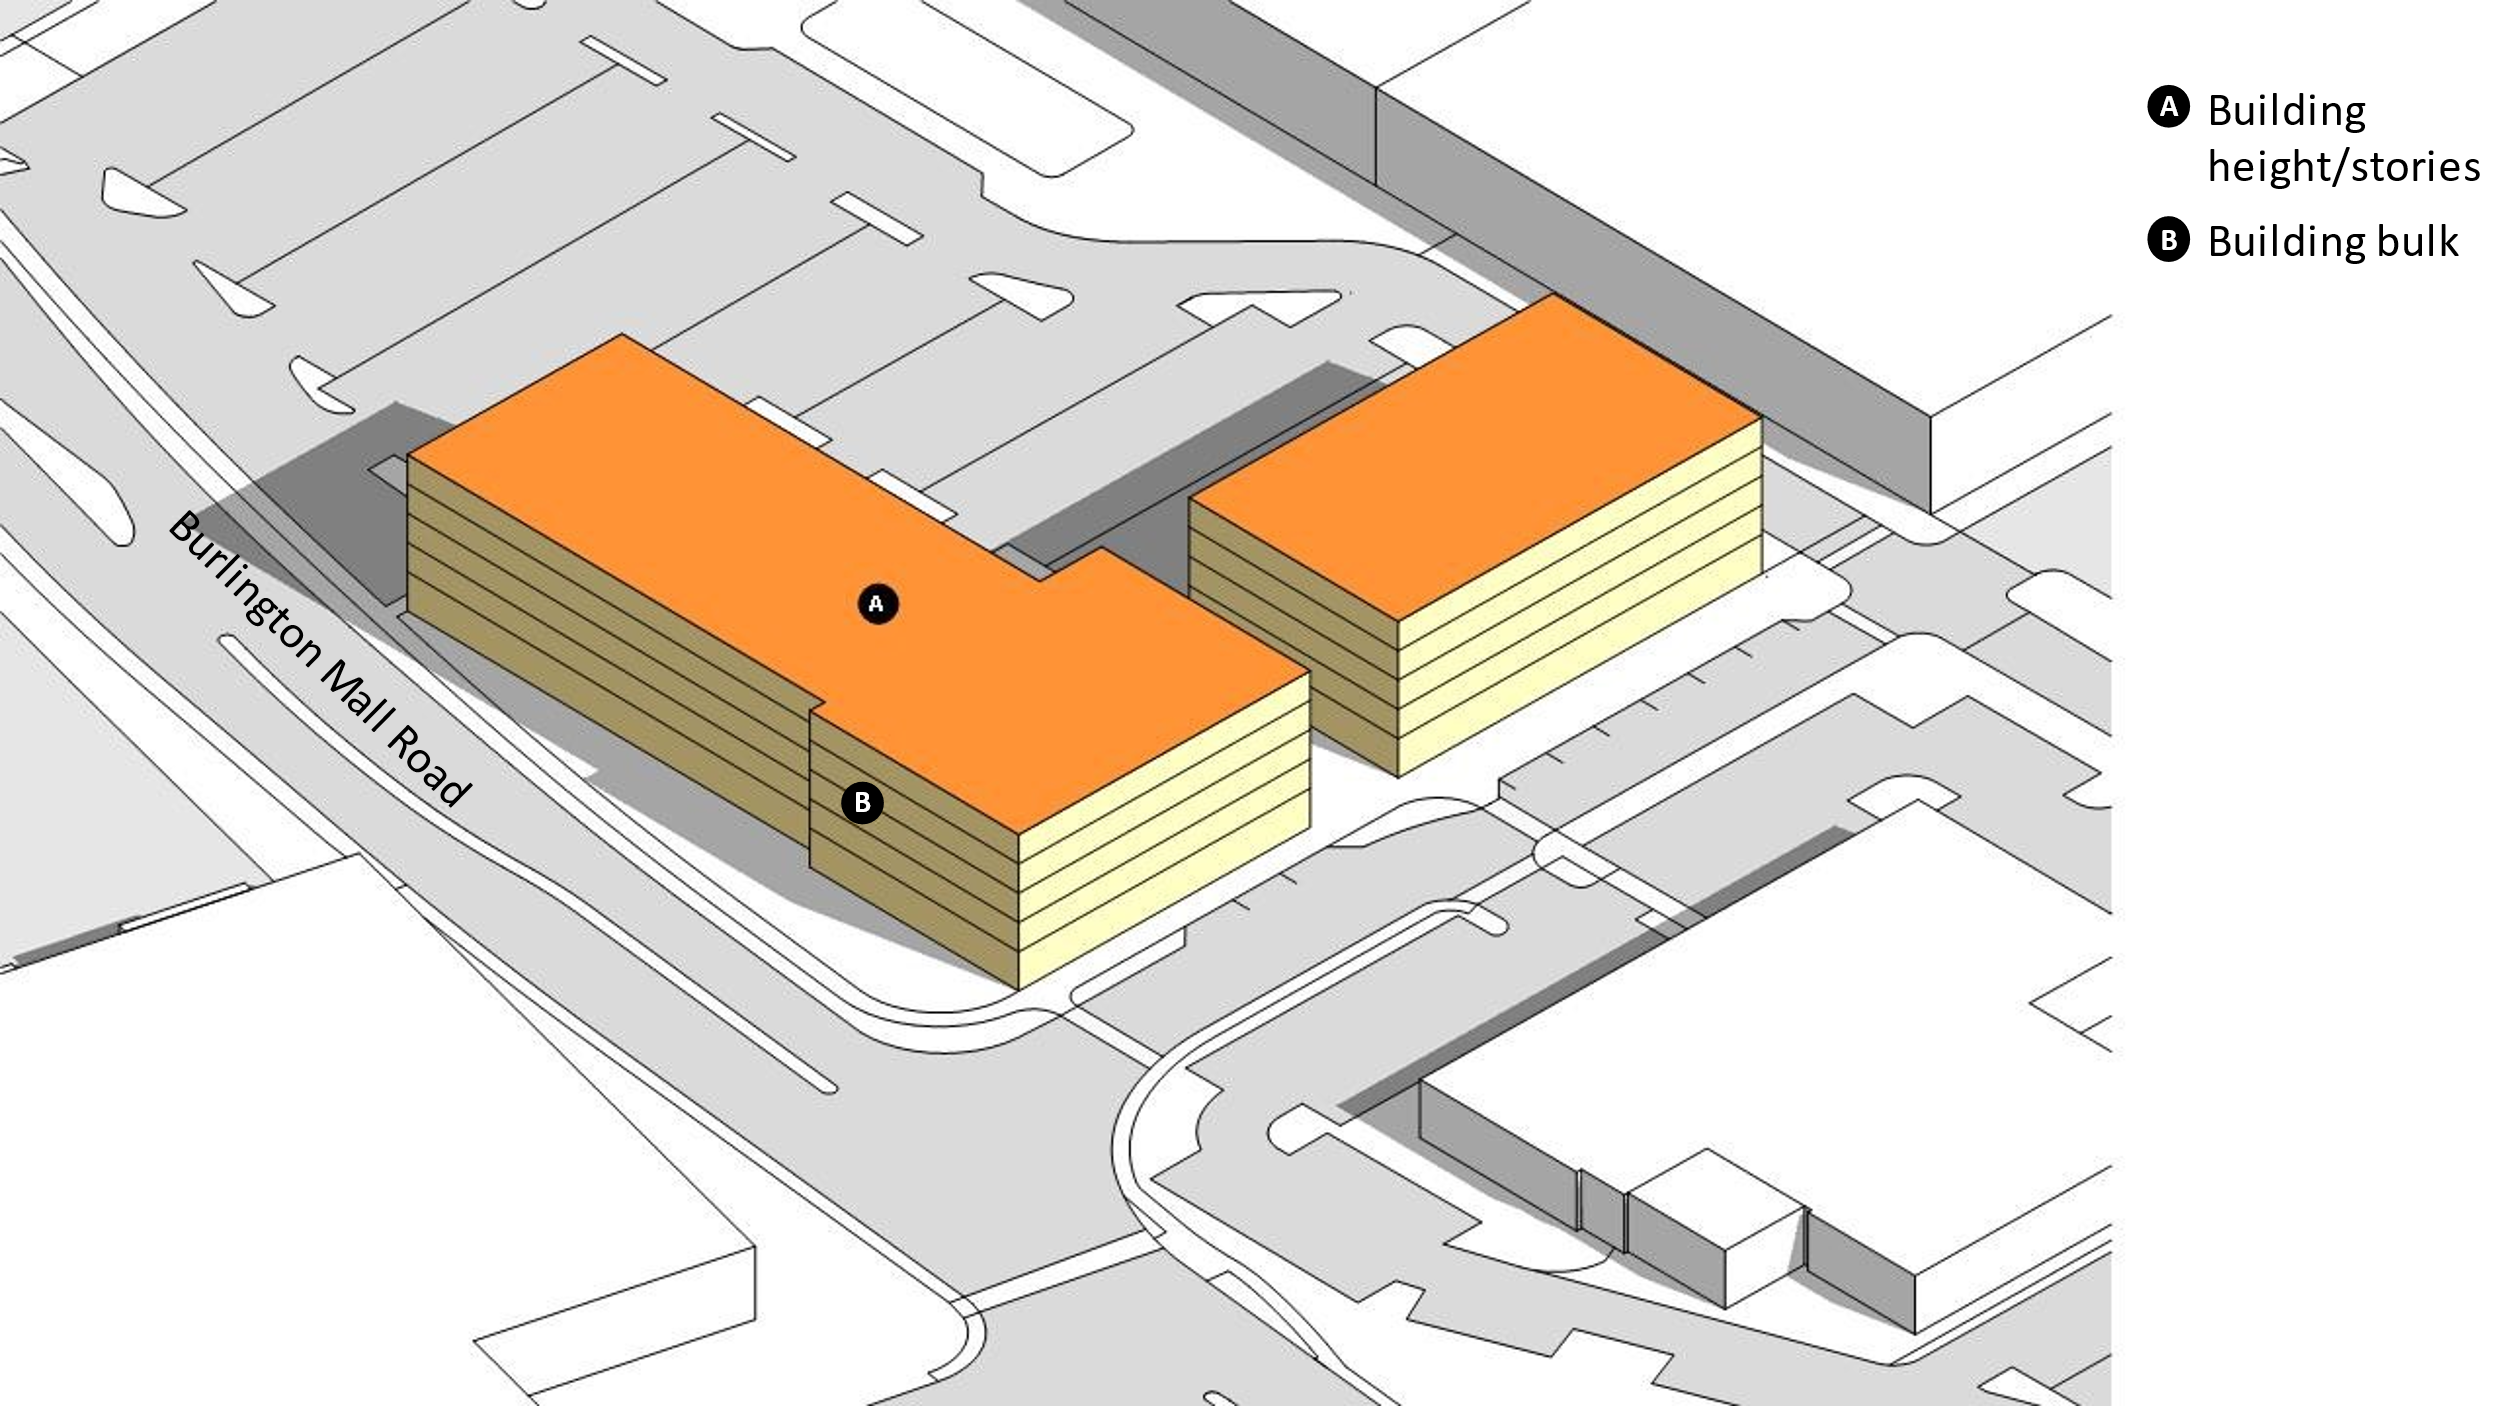 A Building
height/stories
B Building bulk
A
B
Burlington Mall Road